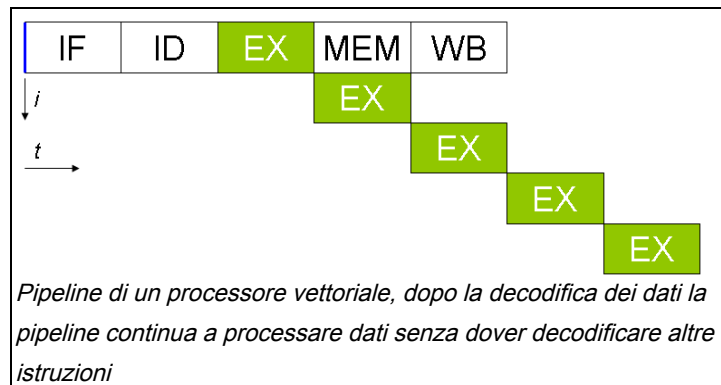 IF ID EX MEM WB
i
EX
t
EX
EX
EX
Pipeline di un processore vettoriale, dopo la decodifica dei dati la
pipeline continua a processare dati senza dover decodificare altre
istruzioni